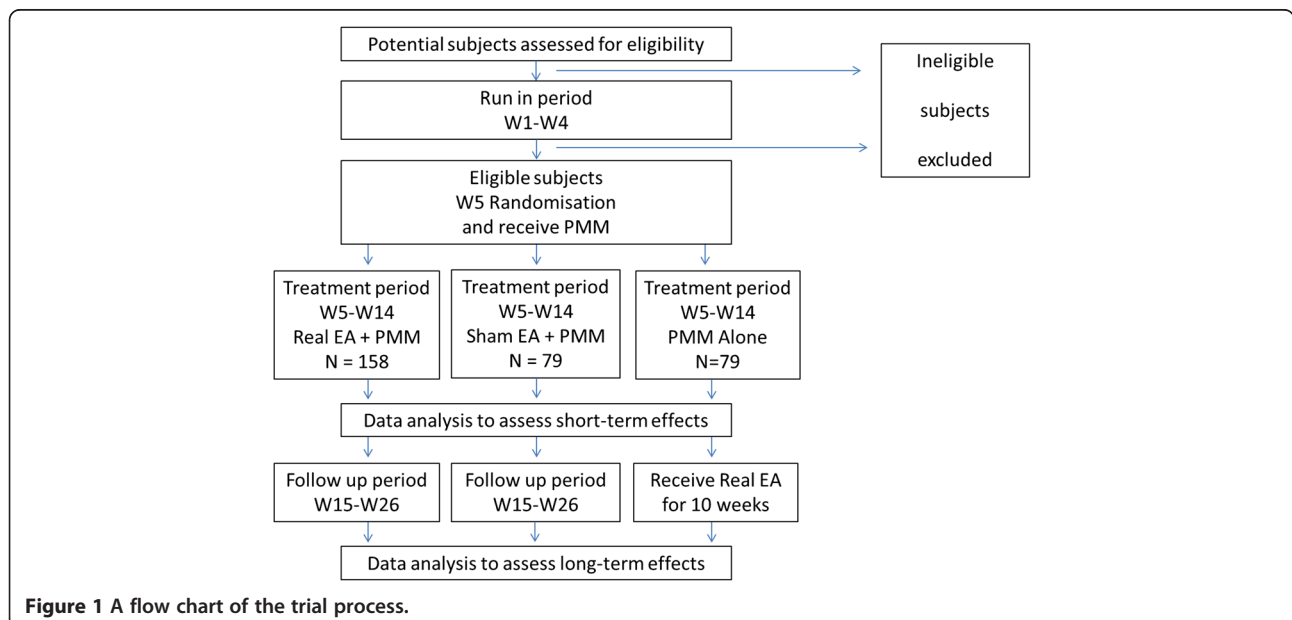 Potential subjects assessed for eligibility
Ineligible
subjects
excluded
Run in period
W1-W4
Eligible subjects
W5 Randomisation
and receive PMM
Treatment period
W5-W14
Real EA + PMM
N = 158
Treatment period
W5-W14
Sham EA + PMM
N = 79
Treatment period
W5-W14
PMM Alone
N=79
Data analysis to assess short-term effects
Follow up period
W15-W26
Follow up period
W15-W26
Receive Real EA
for 10 weeks
Data analysis to assess long-term effects
Figure 1 A flow chart of the trial process.